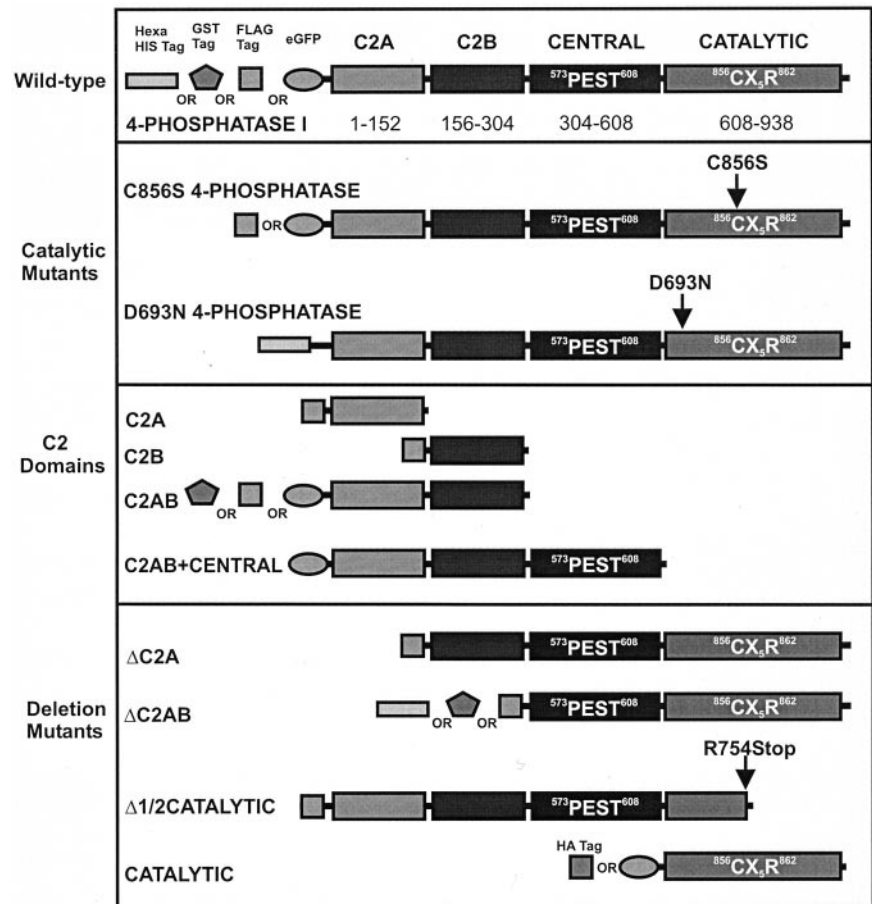 Hexa HIS Tag
GST Tag
FLAG Tag
eGFP
C2A
C2B
CENTRAL
CATALYTIC
Wild-type
OR OR OR
573PEST608
856CX5R862
4-PHOSPHATASE I
1-152
156-304
304-608
608-938
Catalytic Mutants
C856S
C856S 4-PHOSPHATASE
OR
573PEST608
856CX5R862
D693N
D693N 4-PHOSPHATASE
573PEST608
856CX5R862
C2 Domains
C2A
C2B
C2AB
OR OR
C2AB+CENTRAL
573PEST608
Deletion Mutants
ΔC2A
573PEST608
856CX5R862
ΔC2AB
OR OR
573PEST608
856CX5R862
R754Stop
Δ1/2CATALYTIC
573PEST608
HA Tag
CATALYTIC
OR
856CX5R862